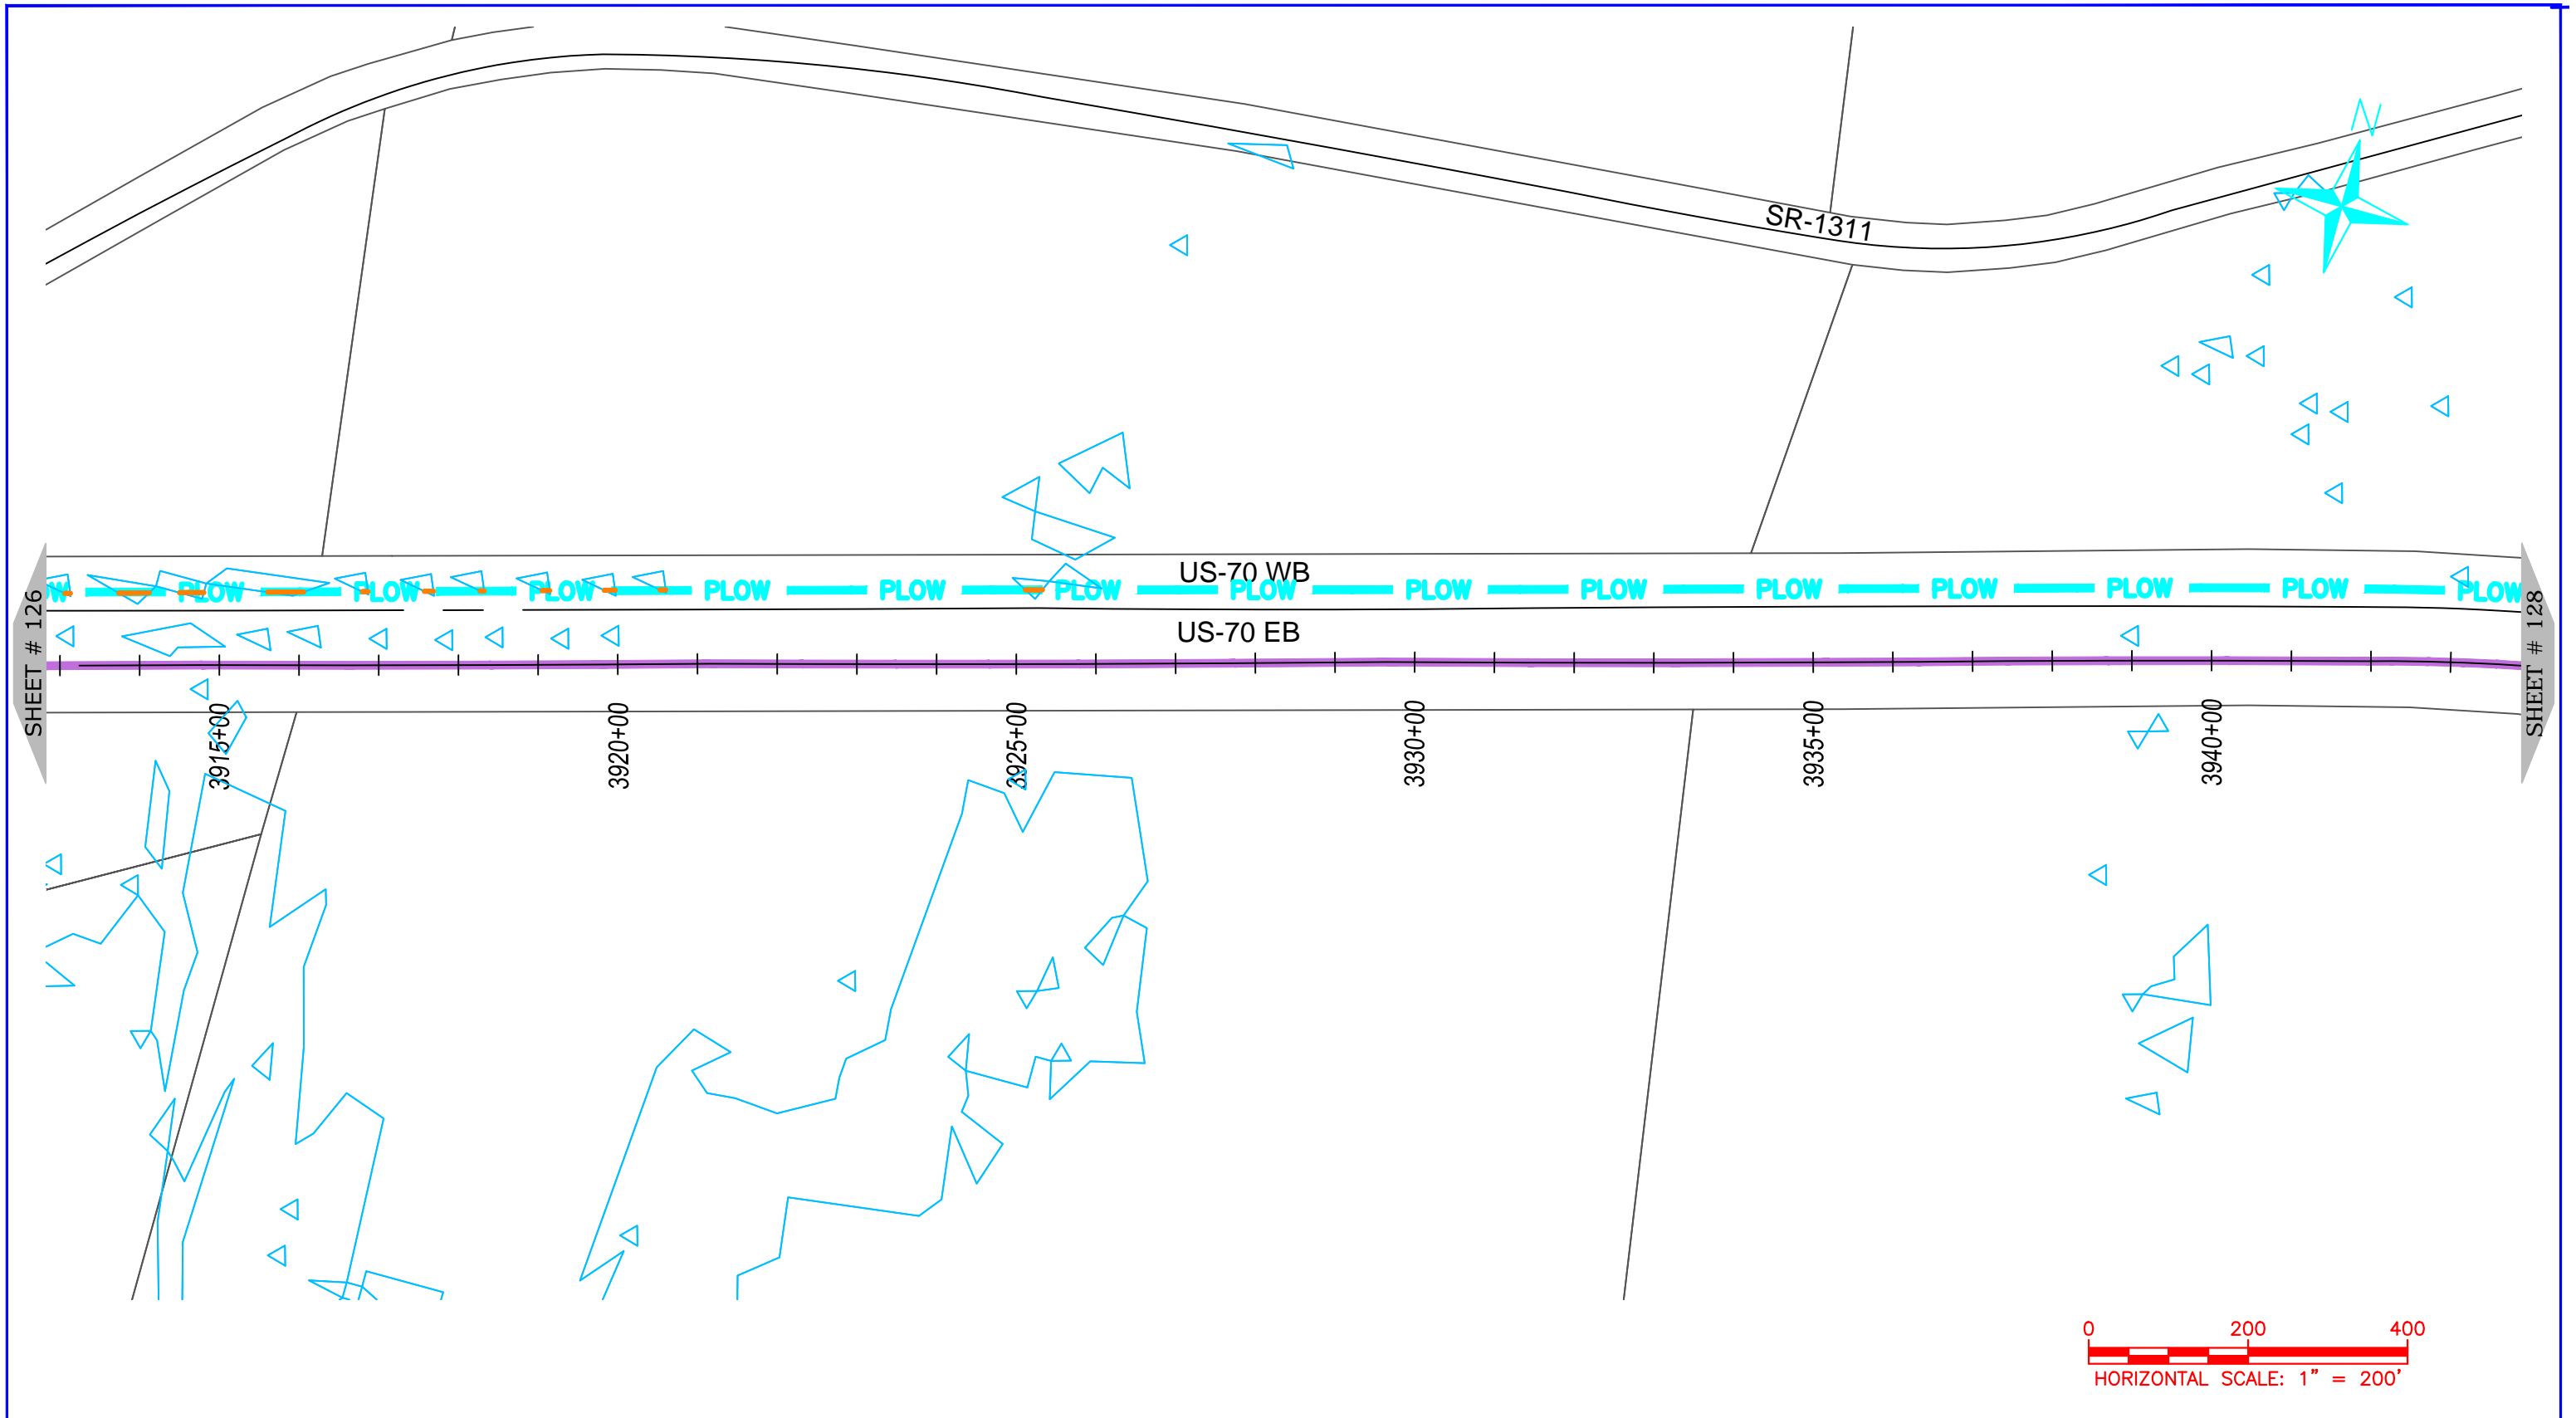 N
SR-1311
US-70 WB
W PLOW PLOW PLOW PLOW PLOW PLOW PLOW PLOW PLOW PLOW PLOW PLOW PLOW PLOW
US-70 EB
SHEET # 126
SHEET # 128
3915+00
3920+00
3925+00
3930+00
3935+00
3940+00
0 200 400
HORIZONTAL SCALE: 1" = 200'